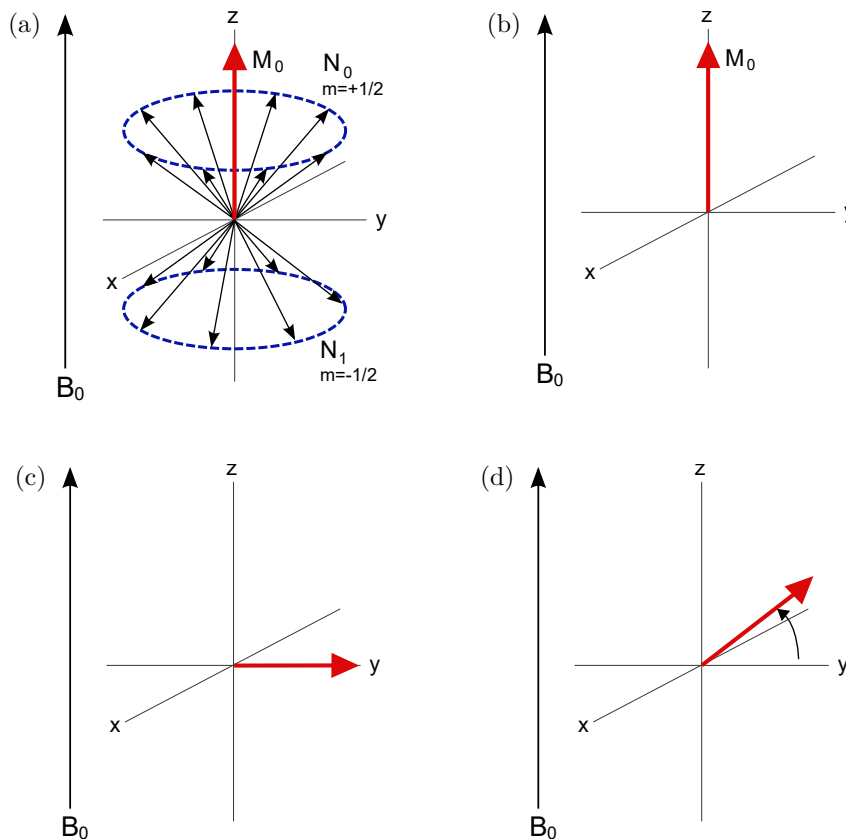 (a)
z
M₀
N₀
m=+1/2
y
x
N₁
m=-1/2
B₀
(b)
z
M₀
y
x
B₀
(c)
z
y
x
B₀
(d)
z
y
x
B₀